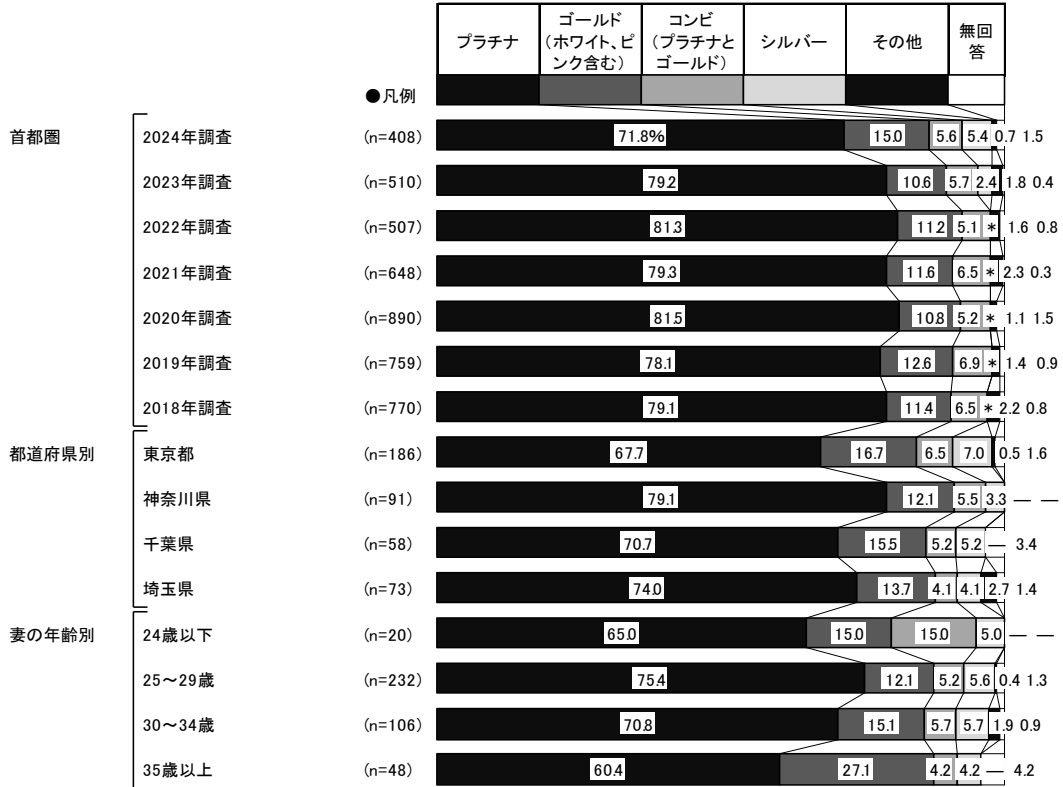 プラチナ
ゴールド
(ホワイト、ピ
ンク含む)
コンビ
(プラチナと
ゴールド)
シルバー
その他
無回
答
●凡例
首都圏
2024年調査 (n=408) 71.8% 15.0 5.6 5.4 0.7 1.5
2023年調査 (n=510) 79.2 10.6 5.7 2.4 1.8 0.4
2022年調査 (n=507) 81.3 11.2 5.1 * 1.6 0.8
2021年調査 (n=648) 79.3 11.6 6.5 * 2.3 0.3
2020年調査 (n=890) 81.5 10.8 5.2 * 1.1 1.5
2019年調査 (n=759) 78.1 12.6 6.9 * 1.4 0.9
2018年調査 (n=770) 79.1 11.4 6.5 * 2.2 0.8
都道府県別
東京都 (n=186) 67.7 16.7 6.5 7.0 0.5 1.6
神奈川県 (n=91) 79.1 12.1 5.5 3.3 ― ―
千葉県 (n=58) 70.7 15.5 5.2 5.2 ― 3.4
埼玉県 (n=73) 74.0 13.7 4.1 4.1 2.7 1.4
妻の年齢別
24歳以下 (n=20) 65.0 15.0 15.0 5.0 ― ―
25～29歳 (n=232) 75.4 12.1 5.2 5.6 0.4 1.3
30～34歳 (n=106) 70.8 15.1 5.7 5.7 1.9 0.9
35歳以上 (n=48) 60.4 27.1 4.2 4.2 ― 4.2